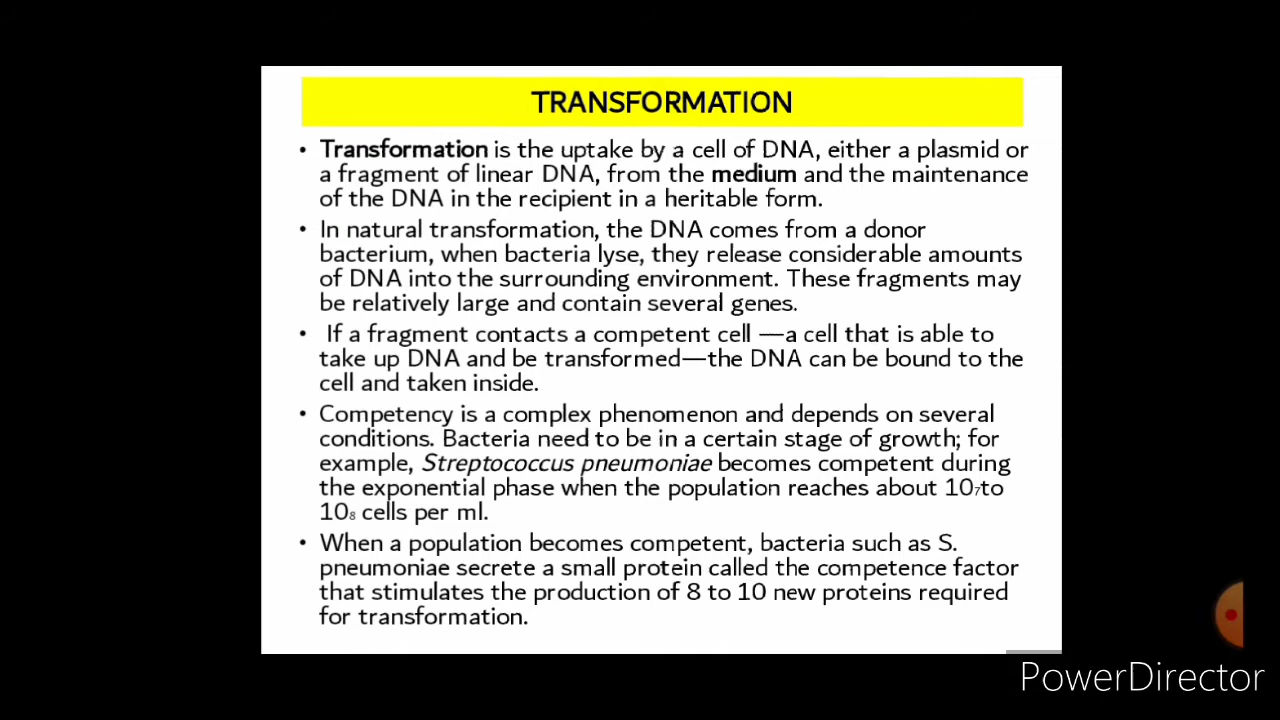 TRANSFORMATION
• Transformation is the uptake by a cell of DNA, either a plasmid or
a fragment of linear DNA, from the medium and the maintenance
of the DNA in the recipient in a heritable form.
• In natural transformation, the DNA comes from a donor
bacterium, when bacteria lyse, they release considerable amounts
of DNA into the surrounding environment. These fragments may
be relatively large and contain several genes.
• If a fragment contacts a competent cell —a cell that is able to
take up DNA and be transformed—the DNA can be bound to the
cell and taken inside.
• Competency is a complex phenomenon and depends on several
conditions. Bacteria need to be in a certain stage of growth; for
example, Streptococcus pneumoniae becomes competent during
the exponential phase when the population reaches about 10₇to
10₈ cells per ml.
• When a population becomes competent, bacteria such as S.
pneumoniae secrete a small protein called the competence factor
that stimulates the production of 8 to 10 new proteins required
for transformation.
PowerDirector